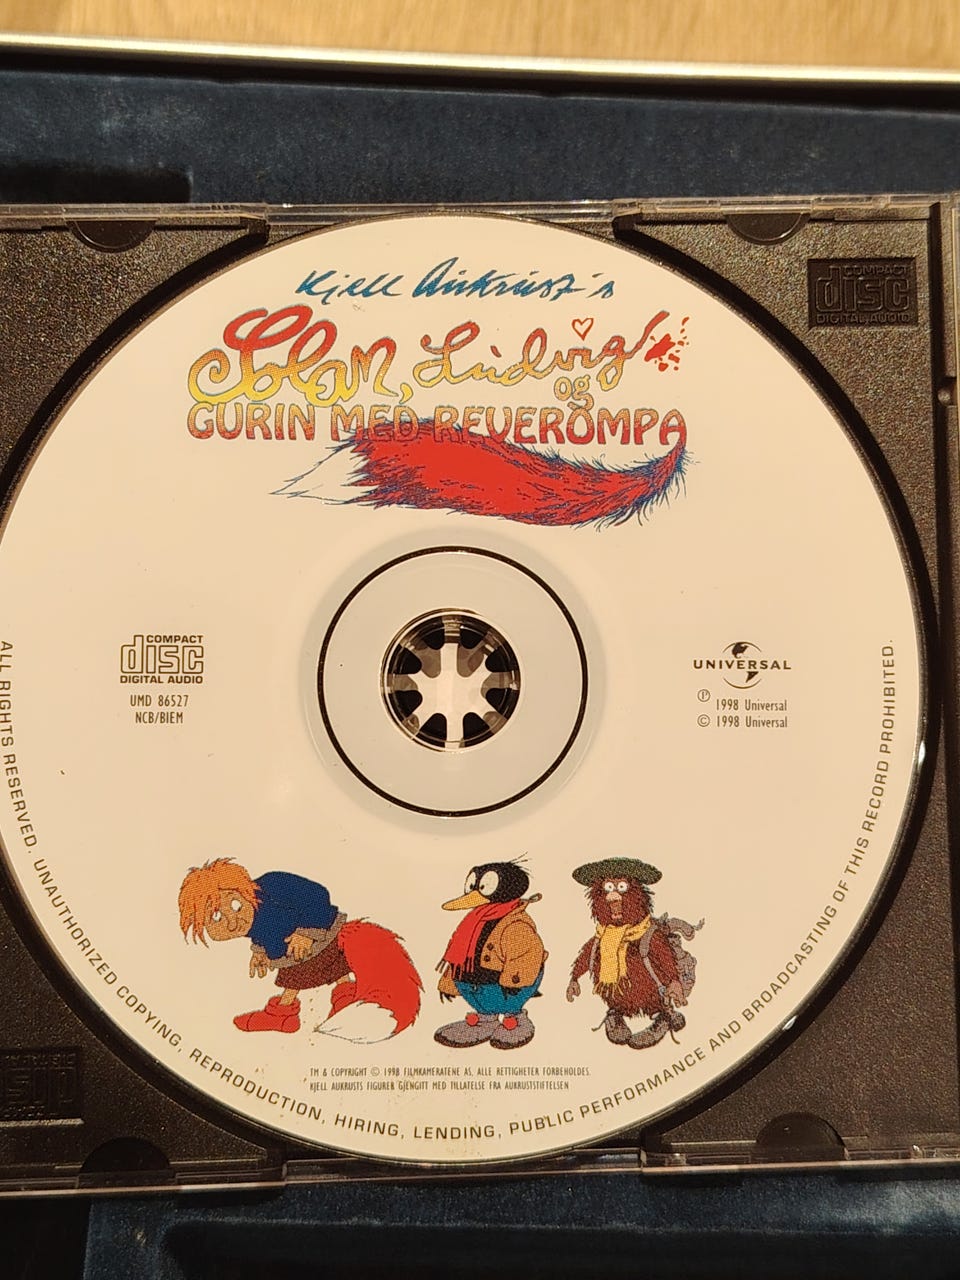 Kjell Aukrust's
Solan, Ludvig
og
GURIN MED REVEROMPA
COMPACT
disc
DIGITAL AUDIO
COMPACT
disc
DIGITAL AUDIO
UMD 86527
NCB/BIEM
UNIVERSAL
℗ 1998 Universal
© 1998 Universal
TM & COPYRIGHT © 1998 FILMKAMERATENE AS, ALLE RETTIGHETER FORBEHOLDES.
KJELL AUKRUSTS FIGURER GJENGITT MED TILLATELSE FRA AUKRUSTSTIFTELSEN
ALL RIGHTS RESERVED. UNAUTHORIZED COPYING, REPRODUCTION, HIRING, LENDING, PUBLIC PERFORMANCE AND BROADCASTING OF THIS RECORD PROHIBITED.